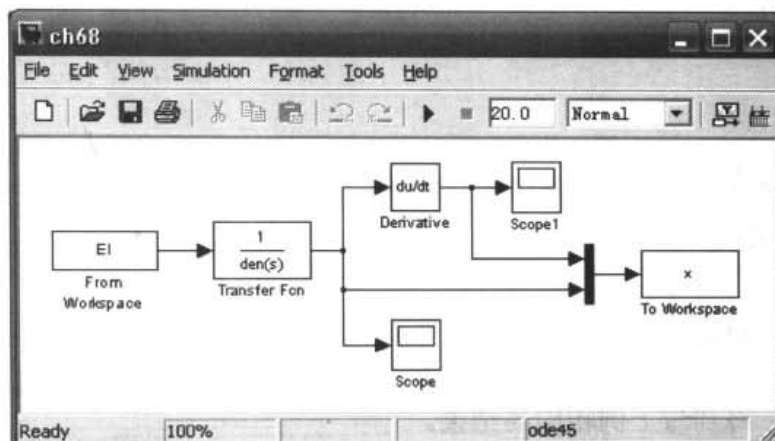 ch68
File Edit View Simulation Format Tools Help
20.0 Normal
du/dt
Derivative
Scope1
EI
From
Workspace
1
den(s)
Transfer Fcn
x
To Workspace
Scope
Ready 100% ode45